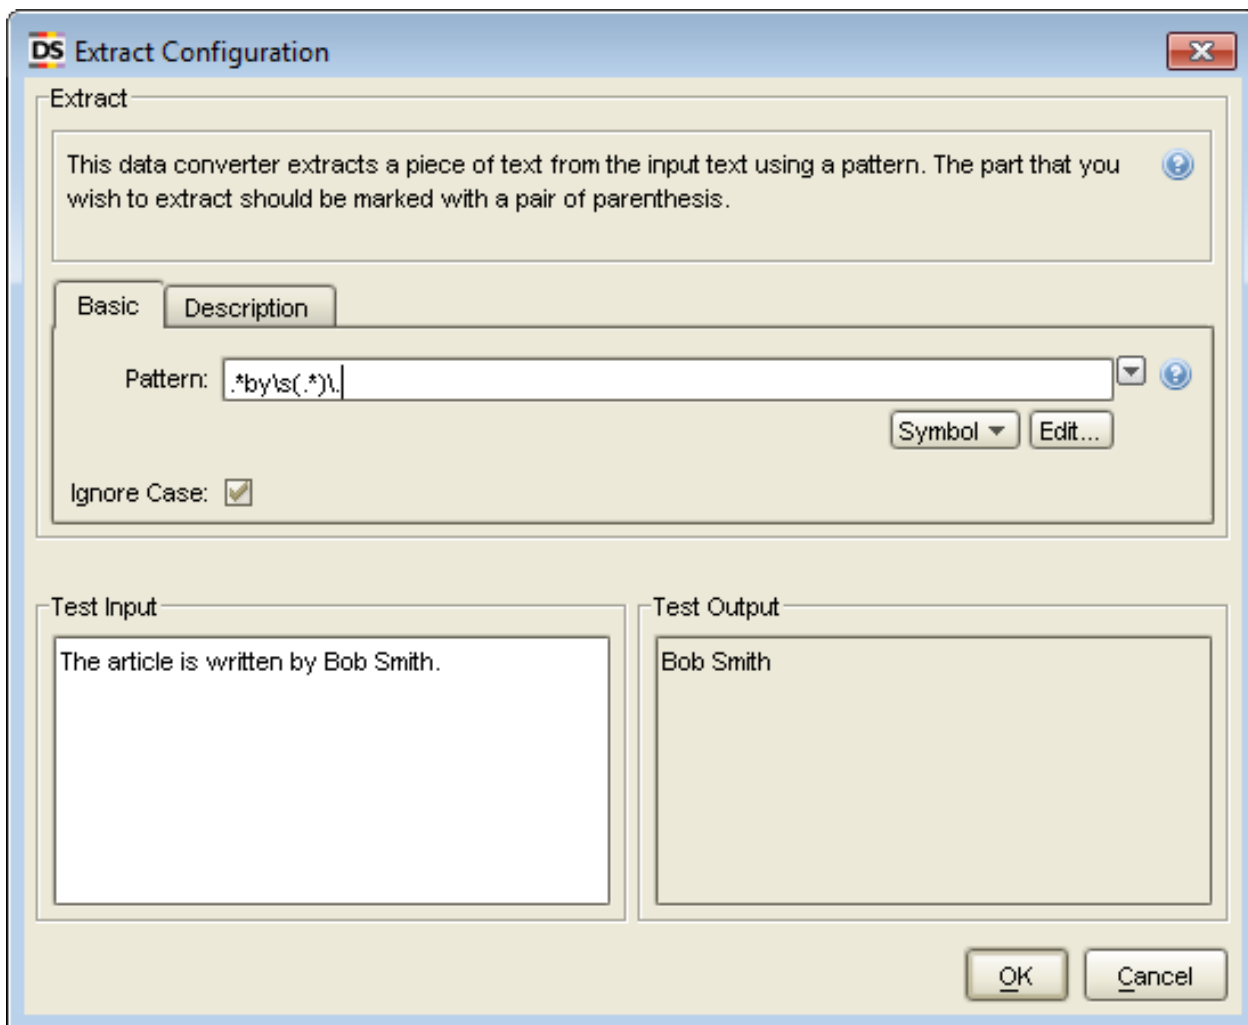 DS Extract Configuration
Extract
This data converter extracts a piece of text from the input text using a pattern. The part that you
wish to extract should be marked with a pair of parenthesis.
Basic Description
Pattern: .*by\s(.*)\.
Symbol Edit...
Ignore Case:
Test Input Test Output
The article is written by Bob Smith. Bob Smith
OK Cancel